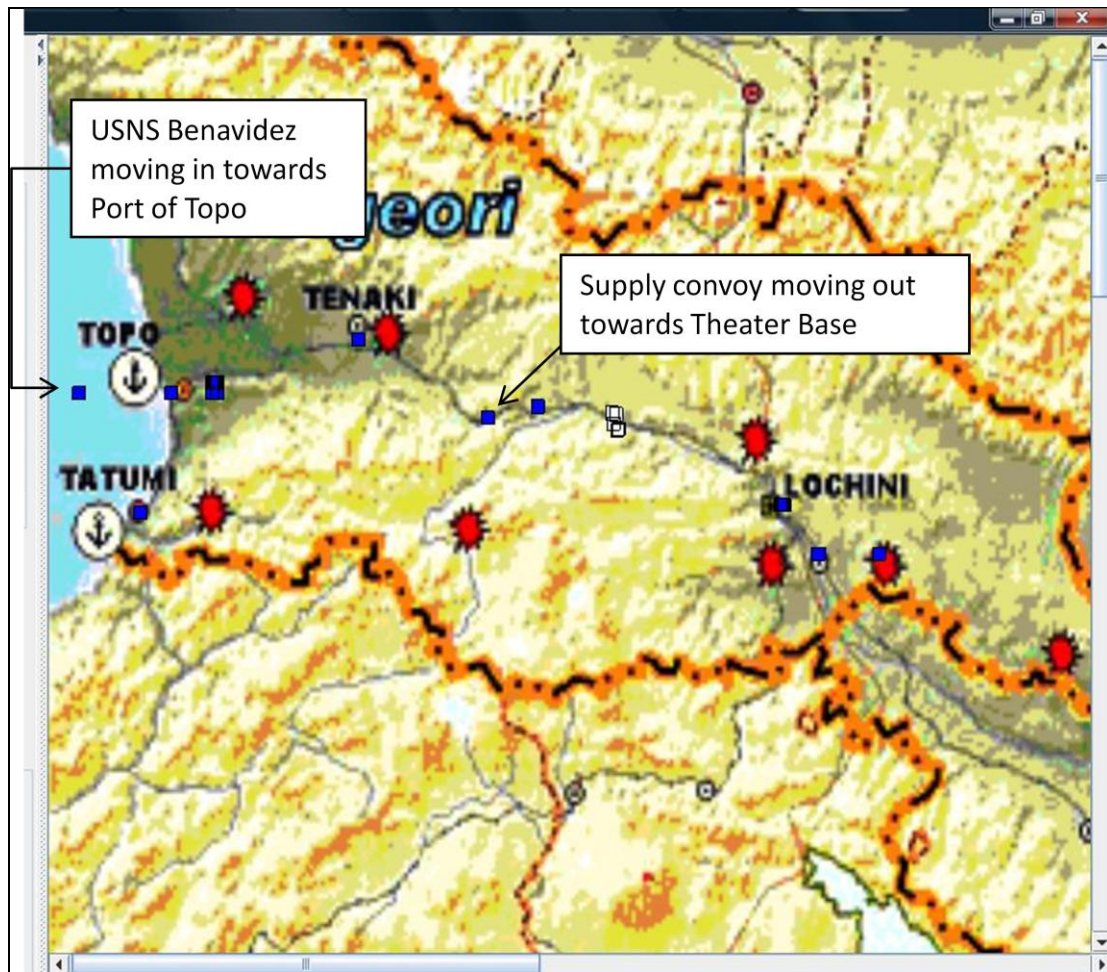 USNS Benavidez
moving in towards
Port of Topo
geori
TENAKI
Supply convoy moving out
towards Theater Base
TOPO
LOCHINI
TATUMI